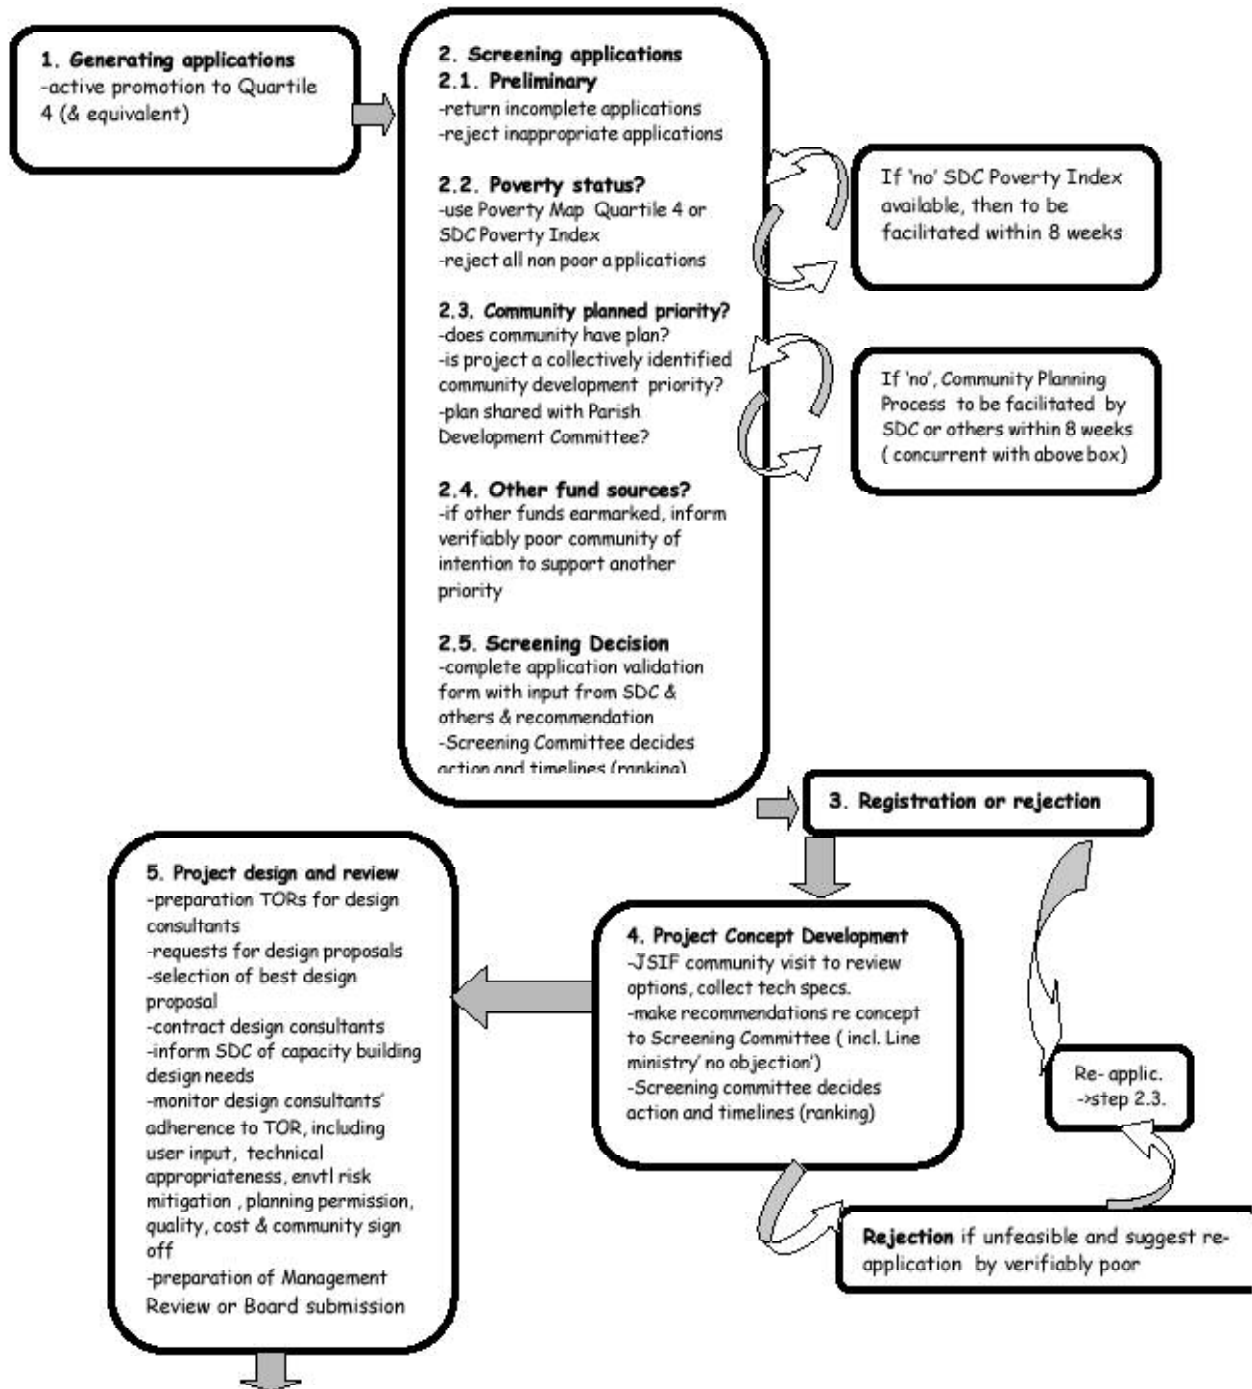 1. Generating applications
-active promotion to Quartile
4 (& equivalent)
2. Screening applications
2.1. Preliminary
-return incomplete applications
-reject inappropriate applications
2.2. Poverty status?
-use Poverty Map Quartile 4 or
SDC Poverty Index
-reject all non poor applications
2.3. Community planned priority?
-does community have plan?
-is project a collectively identified
community development priority?
-plan shared with Parish
Development Committee?
2.4. Other fund sources?
-if other funds earmarked, inform
verifiably poor community of
intention to support another
priority
2.5. Screening Decision
-complete application validation
form with input from SDC &
others & recommendation
-Screening Committee decides
action and timelines (ranking)
If 'no' SDC Poverty Index
available, then to be
facilitated within 8 weeks
If 'no', Community Planning
Process to be facilitated by
SDC or others within 8 weeks
( concurrent with above box)
3. Registration or rejection
4. Project Concept Development
-JSIF community visit to review
options, collect tech specs.
-make recommendations re concept
to Screening Committee ( incl. Line
ministry' no objection')
-Screening committee decides
action and timelines (ranking)
Re- applic.
->step 2.3.
Rejection if unfeasible and suggest re-
application by verifiably poor
5. Project design and review
-preparation TORs for design
consultants
-requests for design proposals
-selection of best design
proposal
-contract design consultants
-inform SDC of capacity building
design needs
-monitor design consultants'
adherence to TOR, including
user input, technical
appropriateness, envtl risk
mitigation , planning permission,
quality, cost & community sign
off
-preparation of Management
Review or Board submission